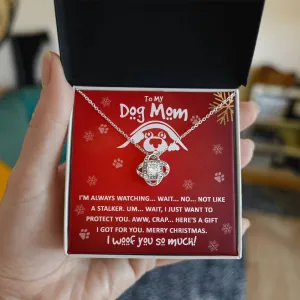 TO MY
DOG MOM
I'M ALWAYS WATCHING... WAIT... NO... NOT LIKE
A STALKER. UM... WAIT, I JUST WANT TO
PROTECT YOU. AWW, CRAP... HERE'S A GIFT
I GOT FOR YOU. MERRY CHRISTMAS.
I WOOF YOU SO MUCH!